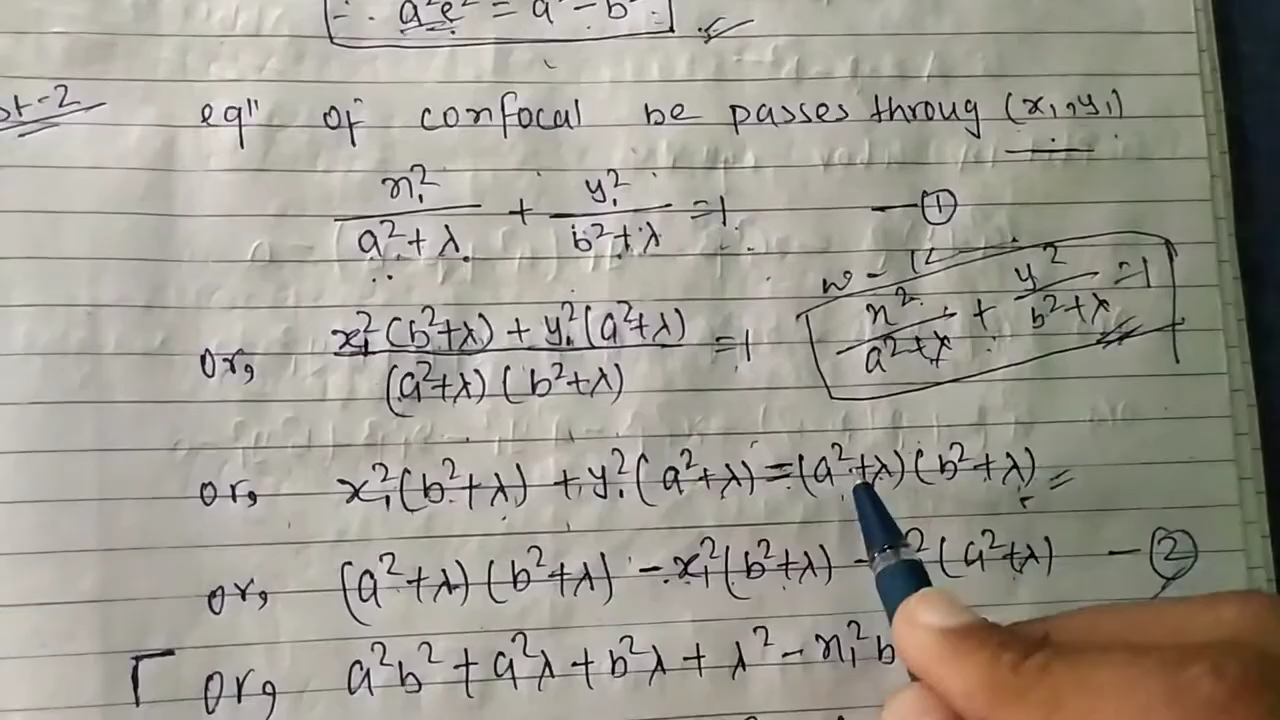 ∴ a²e² = a² - b²
eqⁿ of confocal be passes throug (x₁,y₁)
x₁²/(a²+λ) + y₁²/(b²+λ) = 1 —①
x²/(a²+λ) + y²/(b²+λ) = 1
or, (x₁²(b²+λ) + y₁²(a²+λ))/((a²+λ)(b²+λ)) = 1
or, x₁²(b²+λ) + y₁²(a²+λ) = (a²+λ)(b²+λ) =
or, (a²+λ)(b²+λ) - x₁²(b²+λ) - ²(a²+λ) —②
or, a²b² + a²λ + b²λ + λ² - x₁²b